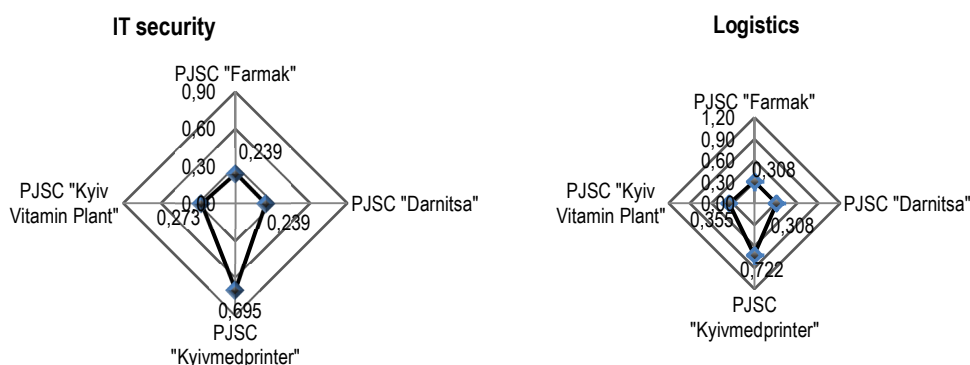 IT security
PJSC "Farmak"
0,90
0,60
0,239
0,30
PJSC "Kyiv
Vitamin Plant"
0,00
PJSC "Darnitsa"
0,273
0,239
0,695
PJSC
"Kyivmedprinter"
Logistics
PJSC "Farmak"
1,20
0,90
0,60
0,308
0,30
PJSC "Kyiv
Vitamin Plant"
0,00
PJSC "Darnitsa"
0,355
0,308
0,722
PJSC
"Kyivmedprinter"